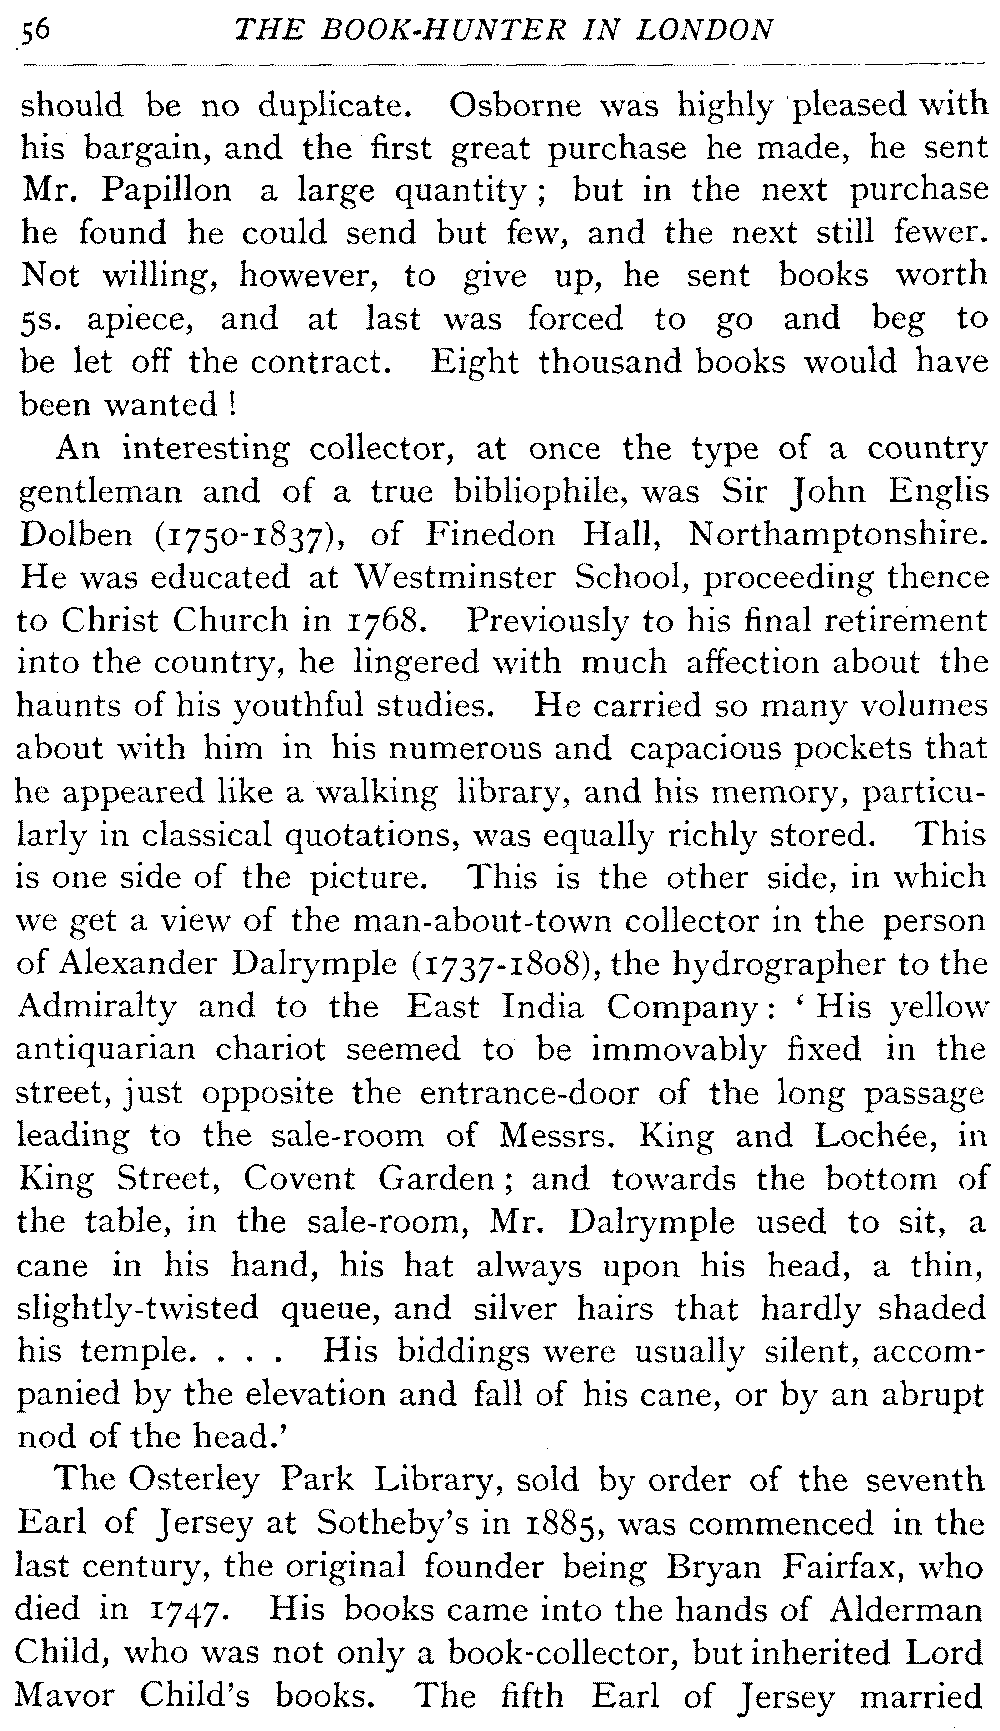 56 THE BOOK-HUNTER IN LONDON
should be no duplicate. Osborne was highly pleased with
his bargain, and the first great purchase he made, he sent
Mr. Papillon a large quantity ; but in the next purchase
he found he could send but few, and the next still fewer.
Not willing, however, to give up, he sent books worth
5s. apiece, and at last was forced to go and beg to
be let off the contract. Eight thousand books would have
been wanted !
An interesting collector, at once the type of a country
gentleman and of a true bibliophile, was Sir John Englis
Dolben (1750-1837), of Finedon Hall, Northamptonshire.
He was educated at Westminster School, proceeding thence
to Christ Church in 1768. Previously to his final retirement
into the country, he lingered with much affection about the
haunts of his youthful studies. He carried so many volumes
about with him in his numerous and capacious pockets that
he appeared like a walking library, and his memory, particu-
larly in classical quotations, was equally richly stored. This
is one side of the picture. This is the other side, in which
we get a view of the man-about-town collector in the person
of Alexander Dalrymple (1737-1808), the hydrographer to the
Admiralty and to the East India Company : ‘ His yellow
antiquarian chariot seemed to be immovably fixed in the
street, just opposite the entrance-door of the long passage
leading to the sale-room of Messrs. King and Lochée, in
King Street, Covent Garden ; and towards the bottom of
the table, in the sale-room, Mr. Dalrymple used to sit, a
cane in his hand, his hat always upon his head, a thin,
slightly-twisted queue, and silver hairs that hardly shaded
his temple. . . . His biddings were usually silent, accom-
panied by the elevation and fall of his cane, or by an abrupt
nod of the head.’
The Osterley Park Library, sold by order of the seventh
Earl of Jersey at Sotheby’s in 1885, was commenced in the
last century, the original founder being Bryan Fairfax, who
died in 1747. His books came into the hands of Alderman
Child, who was not only a book-collector, but inherited Lord
Mavor Child’s books. The fifth Earl of Jersey married